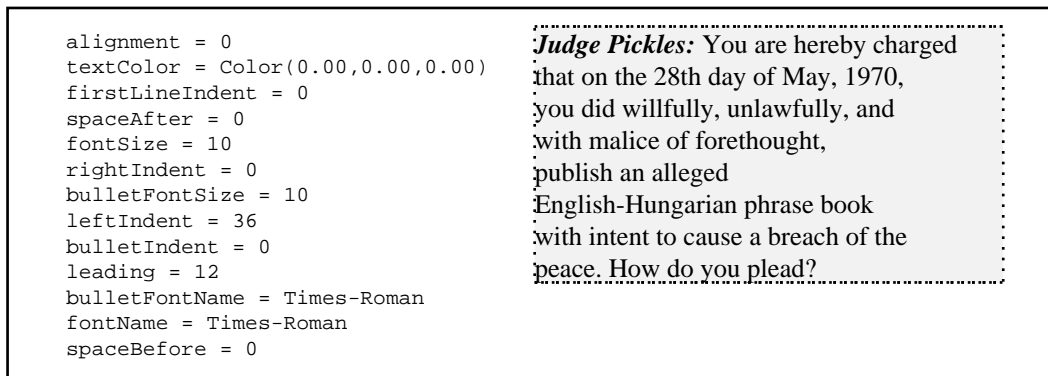 alignment = 0
textColor = Color(0.00,0.00,0.00)
firstLineIndent = 0
spaceAfter = 0
fontSize = 10
rightIndent = 0
bulletFontSize = 10
leftIndent = 36
bulletIndent = 0
leading = 12
bulletFontName = Times-Roman
fontName = Times-Roman
spaceBefore = 0
Judge Pickles: You are hereby charged
that on the 28th day of May, 1970,
you did willfully, unlawfully, and
with malice of forethought,
publish an alleged
English-Hungarian phrase book
with intent to cause a breach of the
peace. How do you plead?